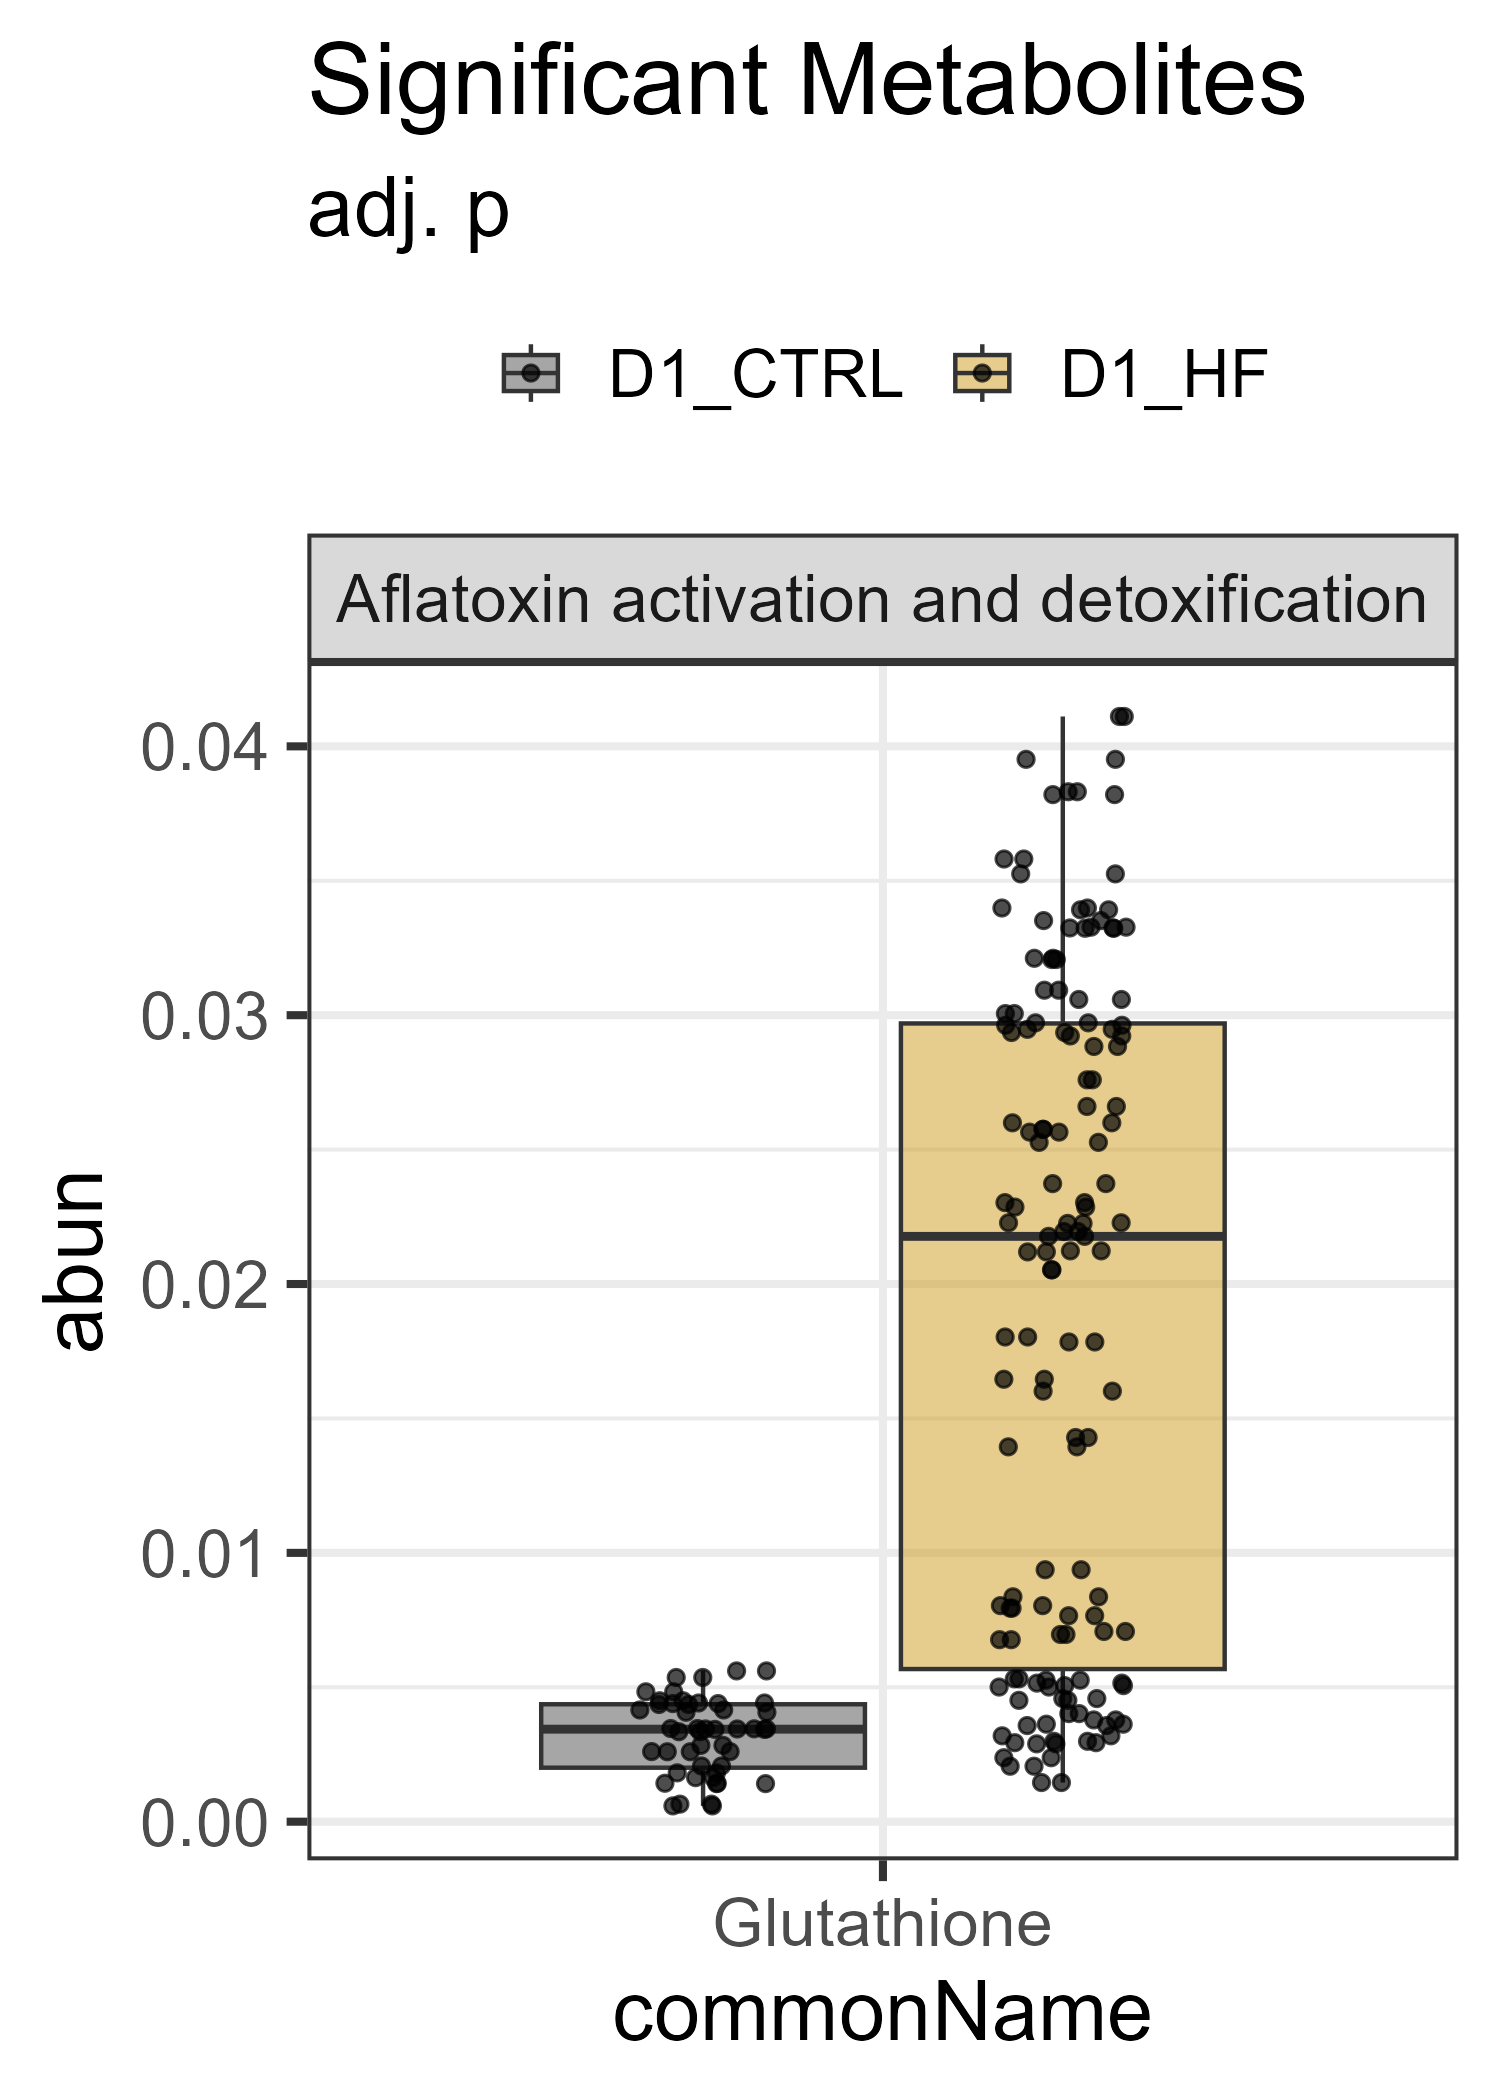 Significant Metabolites
adj. p
D1_CTRL D1_HF
Aflatoxin activation and detoxification
0.04
0.03
0.02
0.01
0.00
abun
Glutathione
commonName